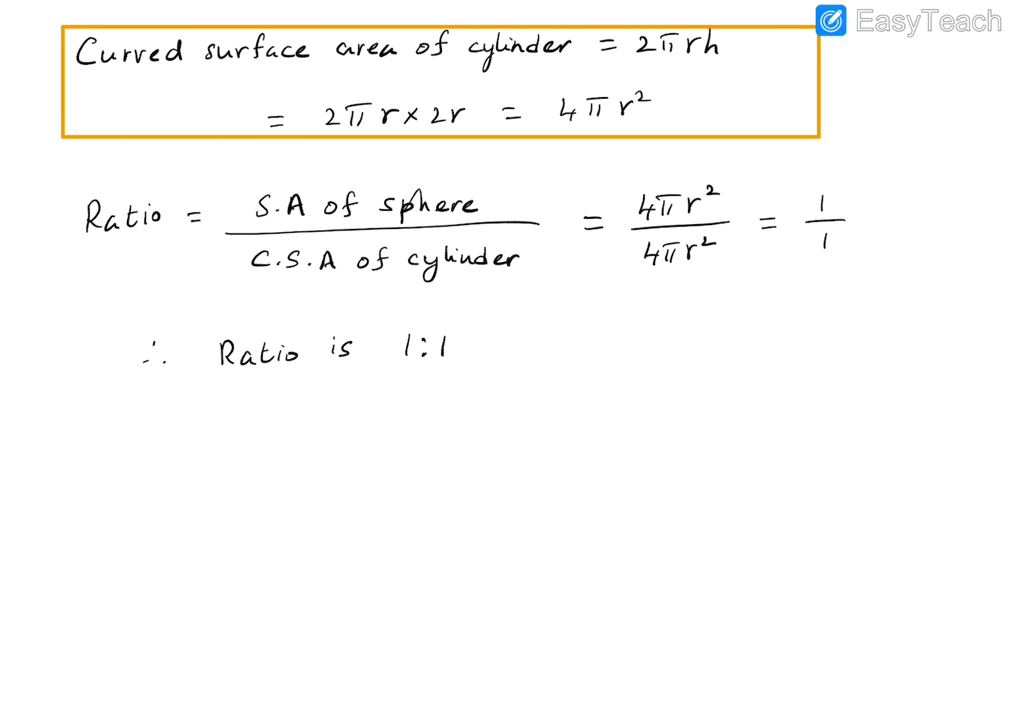 EasyTeach
Curved surface area of cylinder = 2πrh
= 2πr × 2r = 4πr²
Ratio = S.A of sphere / C.S.A of cylinder = 4πr² / 4πr² = 1/1
∴ Ratio is 1:1